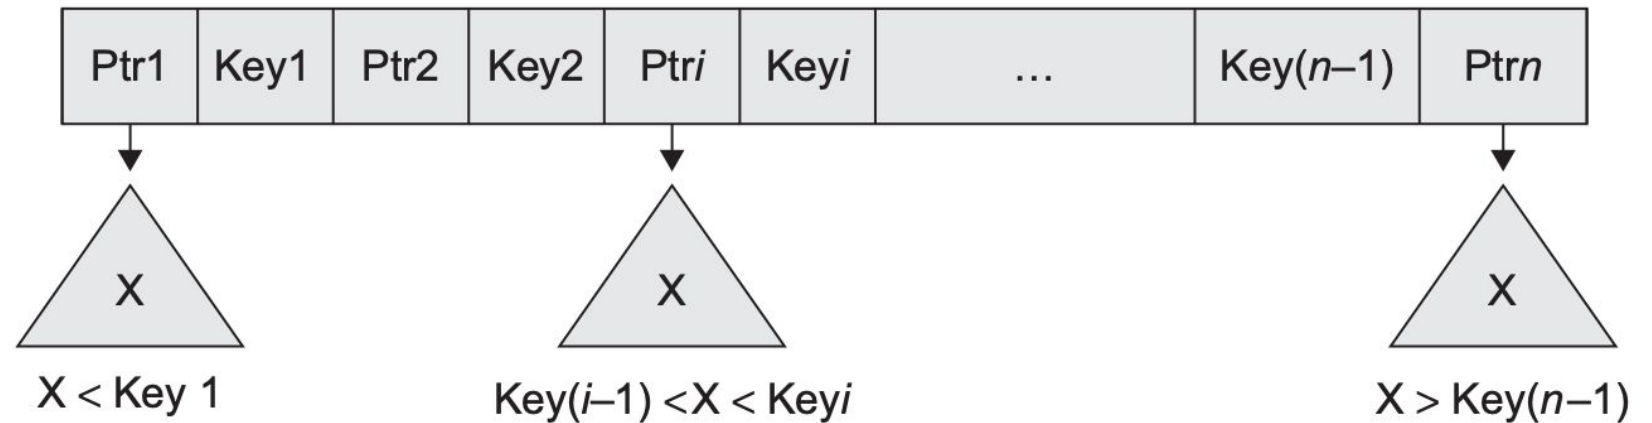 Ptr1 Key1 Ptr2 Key2 Ptri Keyi ... Key(n–1) Ptrn
X X X
X < Key 1 Key(i–1) <X < Keyi X > Key(n–1)